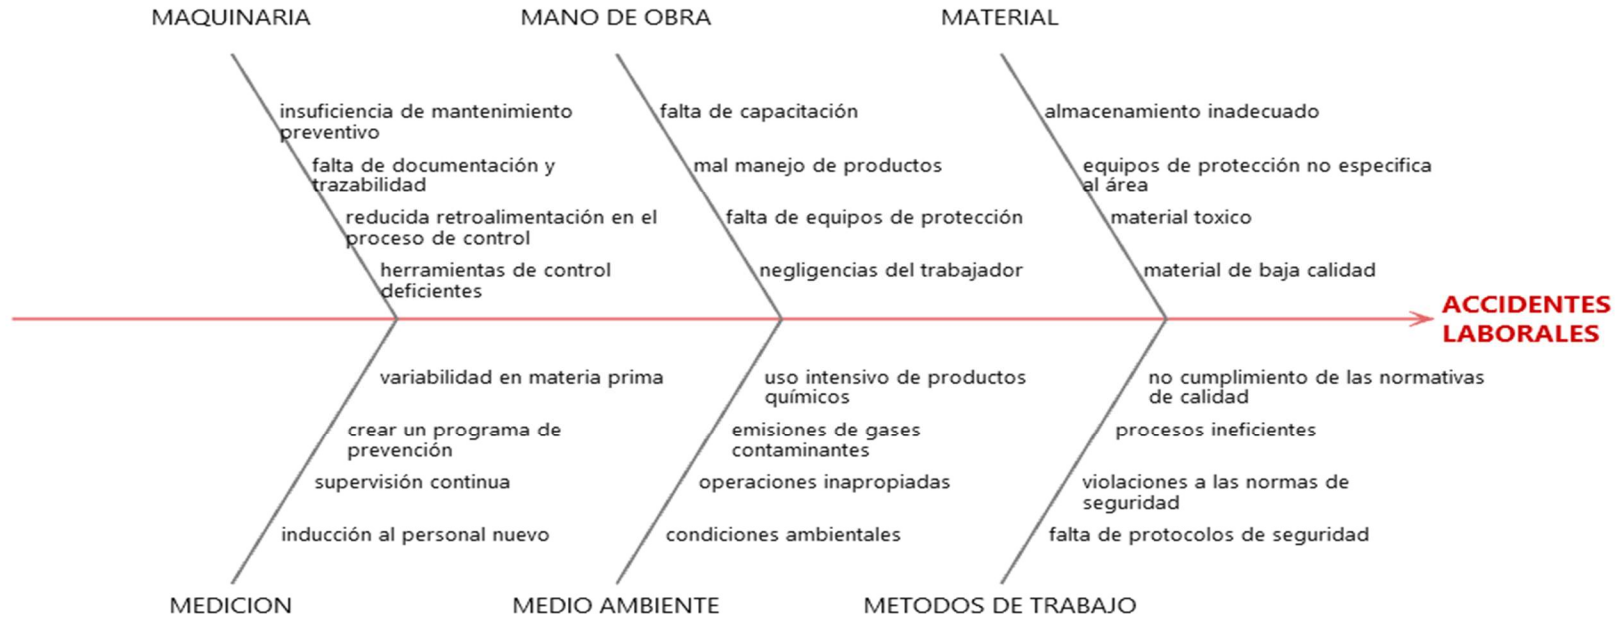 MAQUINARIA
MANO DE OBRA
MATERIAL
insuficiencia de mantenimiento
preventivo
falta de documentación y
trazabilidad
reducida retroalimentación en el
proceso de control
herramientas de control
deficientes
falta de capacitación
mal manejo de productos
falta de equipos de protección
negligencias del trabajador
almacenamiento inadecuado
equipos de protección no especifica
al área
material toxico
material de baja calidad
ACCIDENTES
LABORALES
variabilidad en materia prima
crear un programa de
prevención
supervisión continua
inducción al personal nuevo
uso intensivo de productos
químicos
emisiones de gases
contaminantes
operaciones inapropiadas
condiciones ambientales
no cumplimiento de las normativas
de calidad
procesos ineficientes
violaciones a las normas de
seguridad
falta de protocolos de seguridad
MEDICION
MEDIO AMBIENTE
METODOS DE TRABAJO